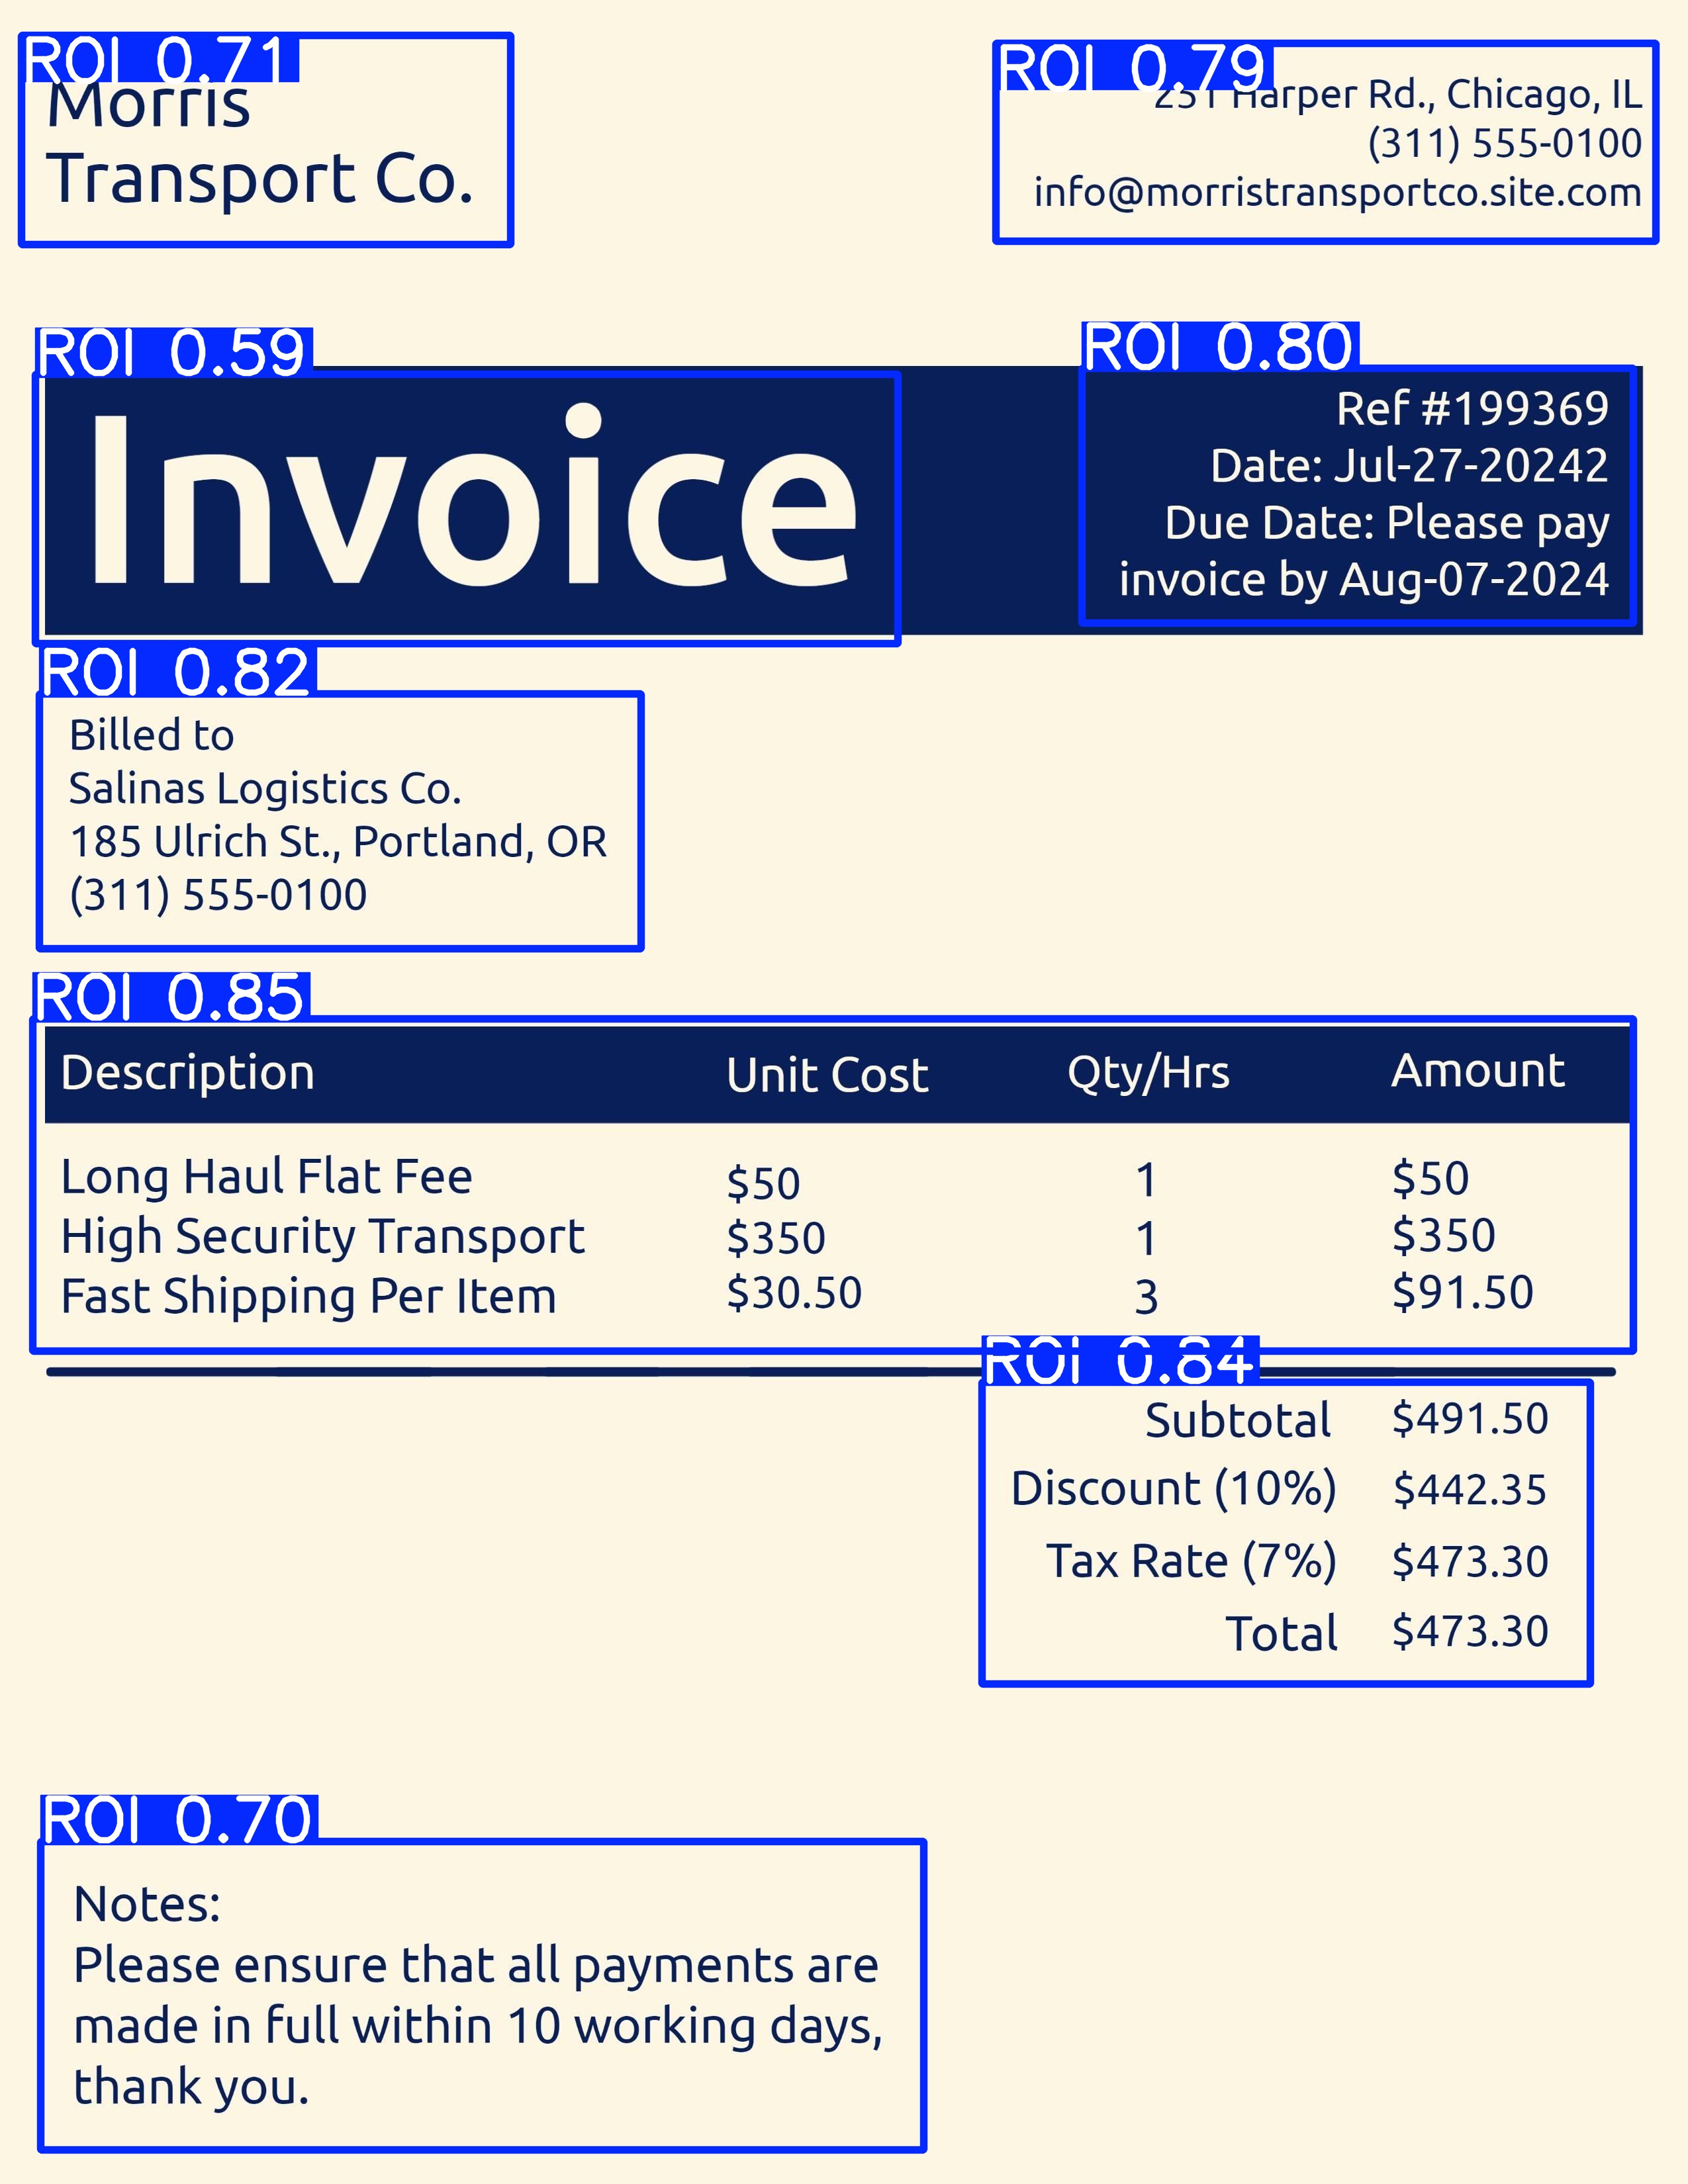 ROI 0.71
Morris
Transport Co.
ROI 0.79
Harper Rd., Chicago, IL
(311) 555-0100
info@morristransportco.site.com
ROI 0.59
Invoice
ROI 0.80
Ref #199369
Date: Jul-27-20242
Due Date: Please pay
invoice by Aug-07-2024
ROI 0.82
Billed to
Salinas Logistics Co.
185 Ulrich St., Portland, OR
(311) 555-0100
ROI 0.85
Description Unit Cost Qty/Hrs Amount
Long Haul Flat Fee $50 1 $50
High Security Transport $350 1 $350
Fast Shipping Per Item $30.50 3 $91.50
ROI 0.84
Subtotal $491.50
Discount (10%) $442.35
Tax Rate (7%) $473.30
Total $473.30
ROI 0.70
Notes:
Please ensure that all payments are
made in full within 10 working days,
thank you.